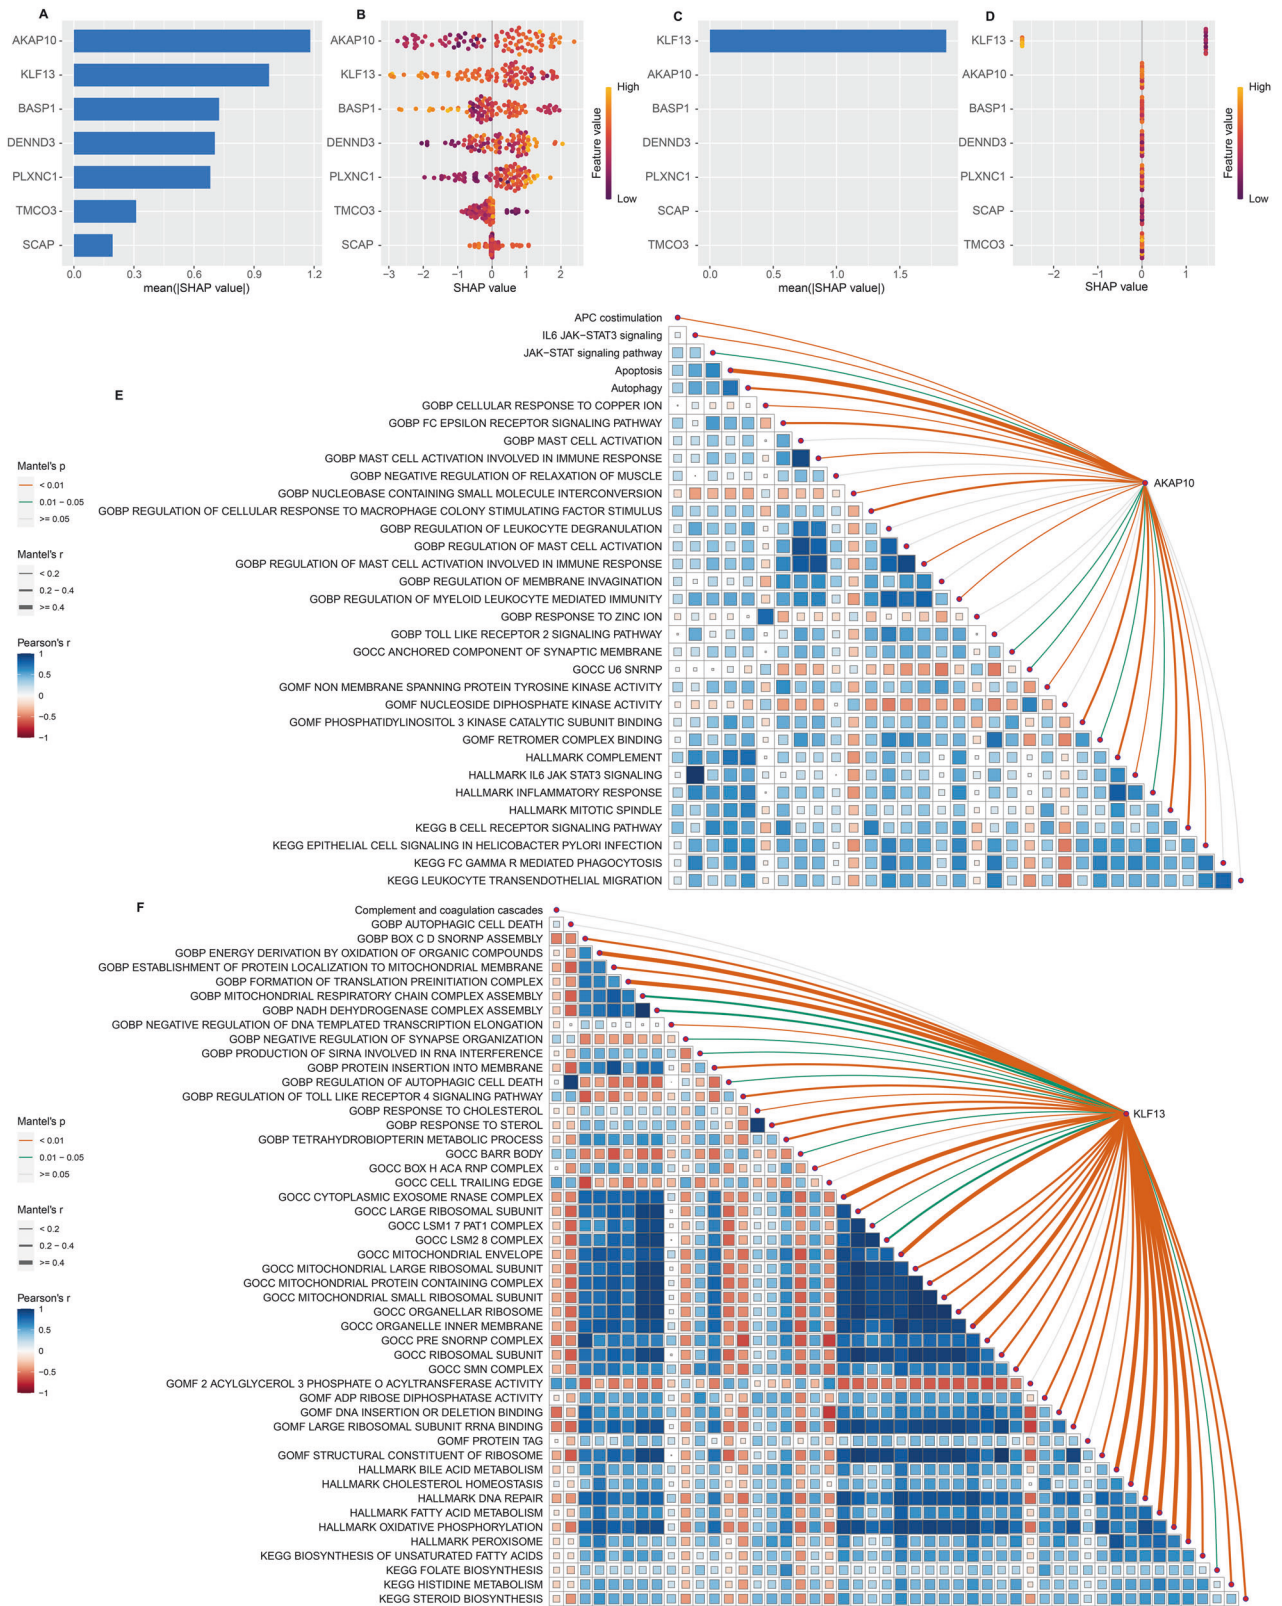 A
AKAP10
KLF13
BASP1
DENND3
PLXNC1
TMCO3
SCAP
0.0
0.3
0.6
0.9
1.2
mean(|SHAP value|)
B
AKAP10
KLF13
BASP1
DENND3
PLXNC1
TMCO3
SCAP
−3
−2
−1
0
1
2
SHAP value
High
Feature value
Low
C
KLF13
AKAP10
BASP1
DENND3
PLXNC1
SCAP
TMCO3
0.0
0.5
1.0
1.5
mean(|SHAP value|)
D
KLF13
AKAP10
BASP1
DENND3
PLXNC1
SCAP
TMCO3
−2
−1
0
1
SHAP value
High
Feature value
Low
E
APC costimulation
IL6 JAK−STAT3 signaling
JAK−STAT signaling pathway
Apoptosis
Autophagy
GOBP CELLULAR RESPONSE TO COPPER ION
GOBP FC EPSILON RECEPTOR SIGNALING PATHWAY
GOBP MAST CELL ACTIVATION
GOBP MAST CELL ACTIVATION INVOLVED IN IMMUNE RESPONSE
GOBP NEGATIVE REGULATION OF RELAXATION OF MUSCLE
GOBP NUCLEOBASE CONTAINING SMALL MOLECULE INTERCONVERSION
GOBP REGULATION OF CELLULAR RESPONSE TO MACROPHAGE COLONY STIMULATING FACTOR STIMULUS
GOBP REGULATION OF LEUKOCYTE DEGRANULATION
GOBP REGULATION OF MAST CELL ACTIVATION
GOBP REGULATION OF MAST CELL ACTIVATION INVOLVED IN IMMUNE RESPONSE
GOBP REGULATION OF MEMBRANE INVAGINATION
GOBP REGULATION OF MYELOID LEUKOCYTE MEDIATED IMMUNITY
GOBP RESPONSE TO ZINC ION
GOBP TOLL LIKE RECEPTOR 2 SIGNALING PATHWAY
GOCC ANCHORED COMPONENT OF SYNAPTIC MEMBRANE
GOCC U6 SNRNP
GOMF NON MEMBRANE SPANNING PROTEIN TYROSINE KINASE ACTIVITY
GOMF NUCLEOSIDE DIPHOSPHATE KINASE ACTIVITY
GOMF PHOSPHATIDYLINOSITOL 3 KINASE CATALYTIC SUBUNIT BINDING
GOMF RETROMER COMPLEX BINDING
HALLMARK COMPLEMENT
HALLMARK IL6 JAK STAT3 SIGNALING
HALLMARK INFLAMMATORY RESPONSE
HALLMARK MITOTIC SPINDLE
KEGG B CELL RECEPTOR SIGNALING PATHWAY
KEGG EPITHELIAL CELL SIGNALING IN HELICOBACTER PYLORI INFECTION
KEGG FC GAMMA R MEDIATED PHAGOCYTOSIS
KEGG LEUKOCYTE TRANSENDOTHELIAL MIGRATION
AKAP10
Mantel's p
< 0.01
0.01 − 0.05
>= 0.05
Mantel's r
< 0.2
0.2 − 0.4
>= 0.4
Pearson's r
1
0.5
0.0
−0.5
−1
F
Complement and coagulation cascades
GOBP AUTOPHAGIC CELL DEATH
GOBP BOX C D SNORNP ASSEMBLY
GOBP ENERGY DERIVATION BY OXIDATION OF ORGANIC COMPOUNDS
GOBP ESTABLISHMENT OF PROTEIN LOCALIZATION TO MITOCHONDRIAL MEMBRANE
GOBP FORMATION OF TRANSLATION PREINITIATION COMPLEX
GOBP MITOCHONDRIAL RESPIRATORY CHAIN COMPLEX ASSEMBLY
GOBP NADH DEHYDROGENASE COMPLEX ASSEMBLY
GOBP NEGATIVE REGULATION OF DNA TEMPLATED TRANSCRIPTION ELONGATION
GOBP NEGATIVE REGULATION OF SYNAPSE ORGANIZATION
GOBP PRODUCTION OF SIRNA INVOLVED IN RNA INTERFERENCE
GOBP PROTEIN INSERTION INTO MEMBRANE
GOBP REGULATION OF AUTOPHAGIC CELL DEATH
GOBP REGULATION OF TOLL LIKE RECEPTOR 4 SIGNALING PATHWAY
GOBP RESPONSE TO CHOLESTEROL
GOBP RESPONSE TO STEROL
GOBP TETRAHYDROBIOPTERIN METABOLIC PROCESS
GOCC BARR BODY
GOCC BOX H ACA RNP COMPLEX
GOCC CELL TRAILING EDGE
GOCC CYTOPLASMIC EXOSOME RNASE COMPLEX
GOCC LARGE RIBOSOMAL SUBUNIT
GOCC LSM1 7 PAT1 COMPLEX
GOCC LSM2 8 COMPLEX
GOCC MITOCHONDRIAL ENVELOPE
GOCC MITOCHONDRIAL LARGE RIBOSOMAL SUBUNIT
GOCC MITOCHONDRIAL PROTEIN CONTAINING COMPLEX
GOCC MITOCHONDRIAL SMALL RIBOSOMAL SUBUNIT
GOCC ORGANELLAR RIBOSOME
GOCC ORGANELLE INNER MEMBRANE
GOCC PRE SNORNP COMPLEX
GOCC RIBOSOMAL SUBUNIT
GOCC SMN COMPLEX
GOMF 2 ACYLGLYCEROL 3 PHOSPHATE O ACYLTRANSFERASE ACTIVITY
GOMF ADP RIBOSE DIPHOSPHATASE ACTIVITY
GOMF DNA INSERTION OR DELETION BINDING
GOMF LARGE RIBOSOMAL SUBUNIT RRNA BINDING
GOMF PROTEIN TAG
GOMF STRUCTURAL CONSTITUENT OF RIBOSOME
HALLMARK BILE ACID METABOLISM
HALLMARK CHOLESTEROL HOMEOSTASIS
HALLMARK DNA REPAIR
HALLMARK FATTY ACID METABOLISM
HALLMARK OXIDATIVE PHOSPHORYLATION
HALLMARK PEROXISOME
KEGG BIOSYNTHESIS OF UNSATURATED FATTY ACIDS
KEGG FOLATE BIOSYNTHESIS
KEGG HISTIDINE METABOLISM
KEGG STEROID BIOSYNTHESIS
KLF13
Mantel's p
< 0.01
0.01 − 0.05
>= 0.05
Mantel's r
< 0.2
0.2 − 0.4
>= 0.4
Pearson's r
1
0.5
0.0
−0.5
−1